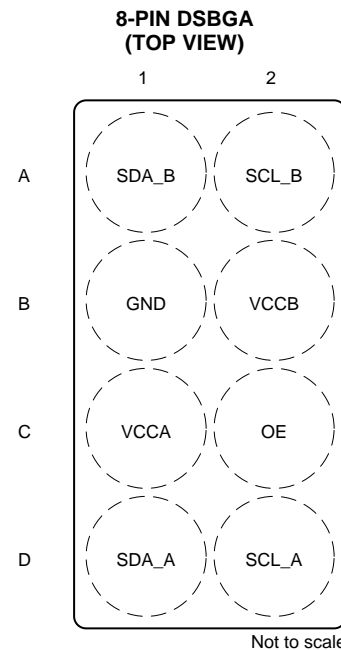 8-PIN DSBGA
(TOP VIEW)
1 2
A SDA_B SCL_B
B GND VCCB
C VCCA OE
D SDA_A SCL_A
Not to scale